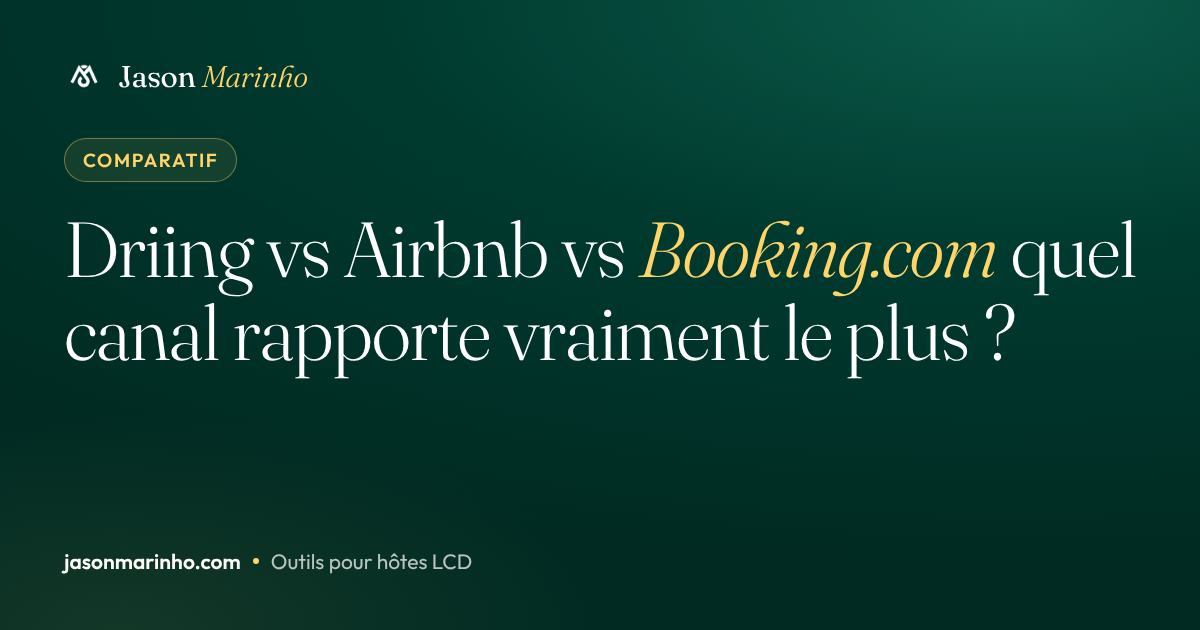 Jason Marinho
COMPARATIF
Driing vs Airbnb vs Booking.com quel
canal rapporte vraiment le plus ?
jasonmarinho.com • Outils pour hôtes LCD